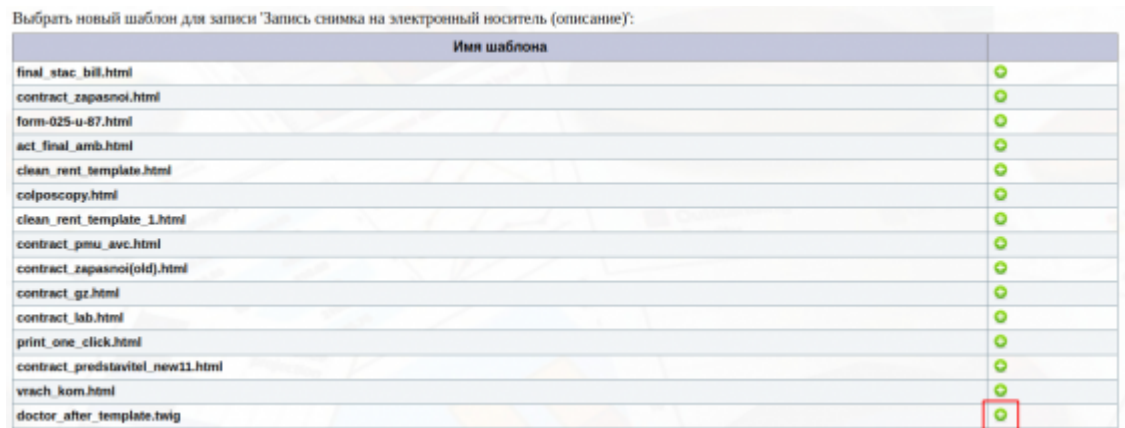 Выбрать новый шаблон для записи 'Запись снимка на электронный носитель (описание)':
Имя шаблона
final_stac_bill.html
contract_zapasnoi.html
form-025-u-87.html
act_final_amb.html
clean_rent_template.html
colposcopy.html
clean_rent_template_1.html
contract_pmu_avc.html
contract_zapasnoi(old).html
contract_gz.html
contract_lab.html
print_one_click.html
contract_predstavitel_new11.html
vrach_kom.html
doctor_after_template.twig